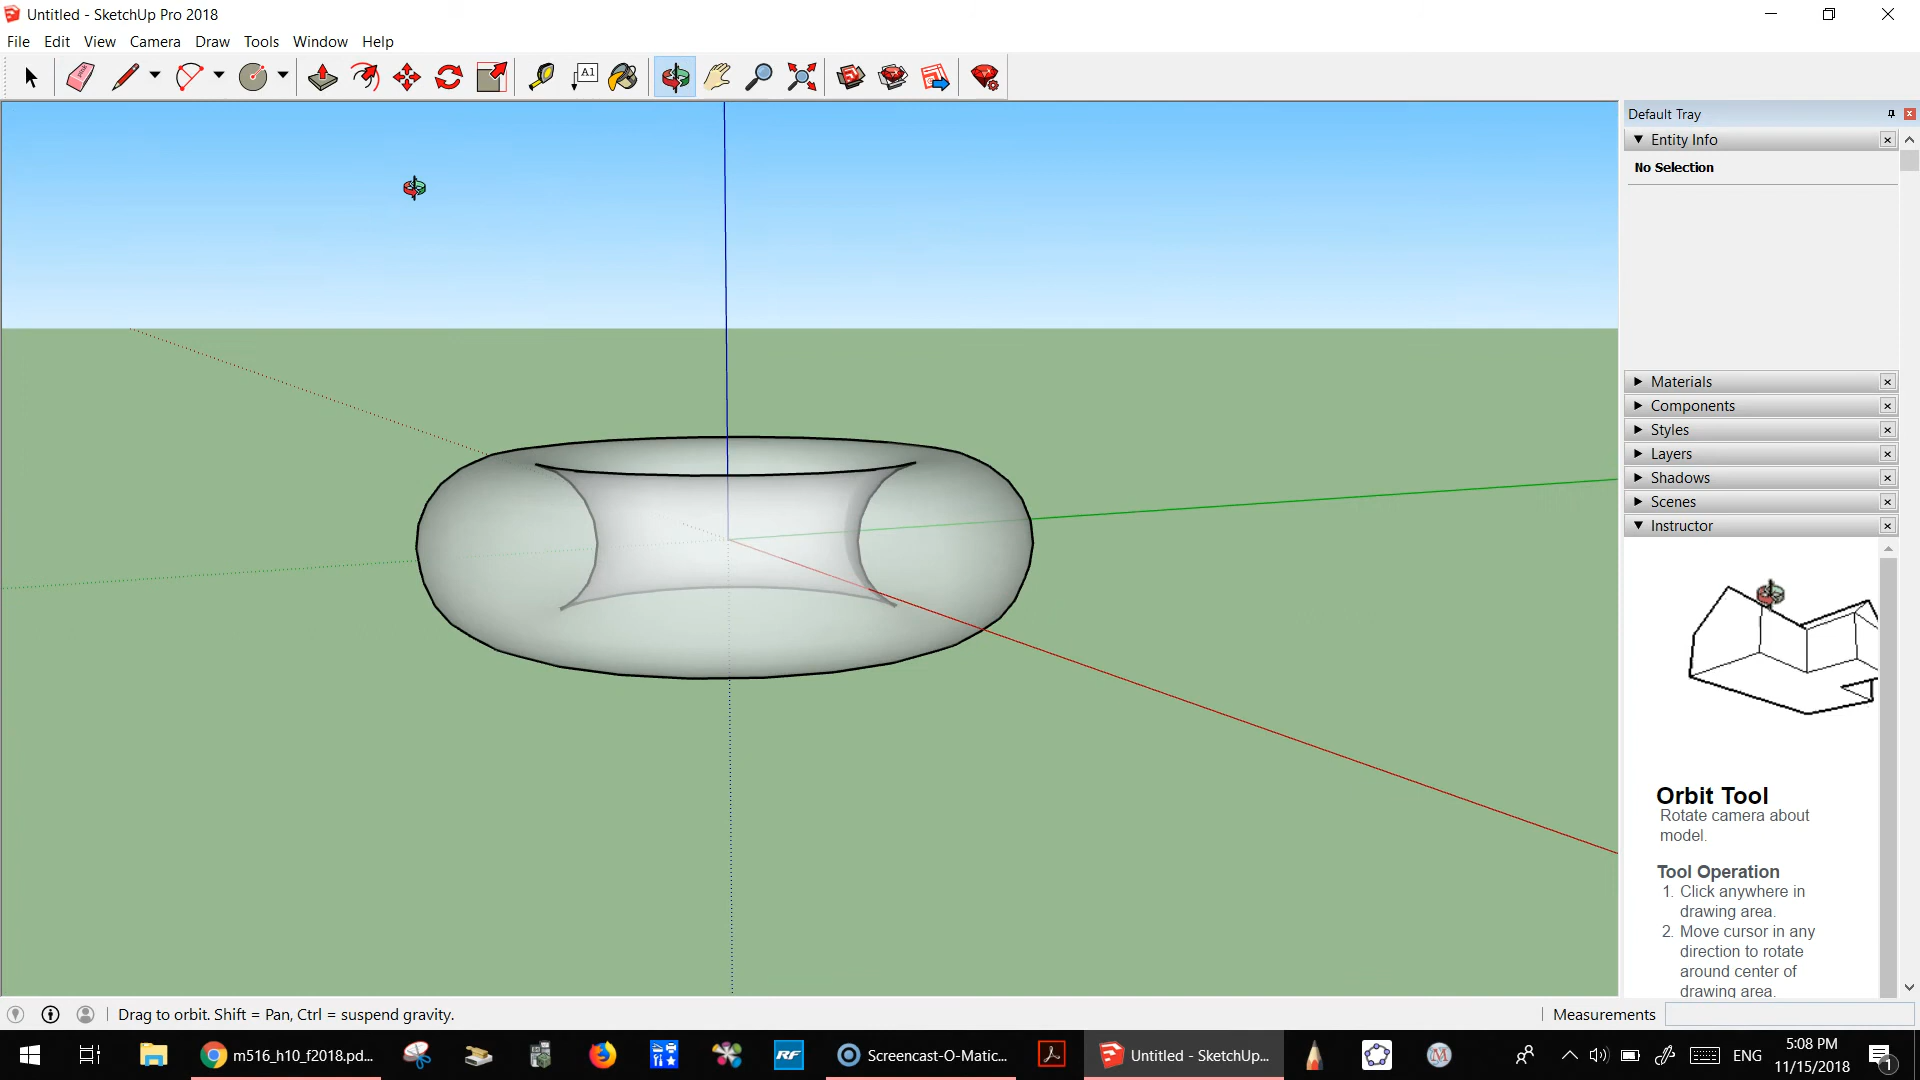 Untitled - SketchUp Pro 2018
File Edit View Camera Draw Tools Window Help
A1
Default Tray
Entity Info
No Selection
Materials
Components
Styles
Layers
Shadows
Scenes
Instructor
Orbit Tool
Rotate camera about
model.
Tool Operation
1. Click anywhere in
drawing area.
2. Move cursor in any
direction to rotate
around center of
drawing area.
Drag to orbit. Shift = Pan, Ctrl = suspend gravity.
Measurements
m516_h10_f2018.pd...
RF
Screencast-O-Matic...
Untitled - SketchUp...
M
ENG
5:08 PM
11/15/2018
1